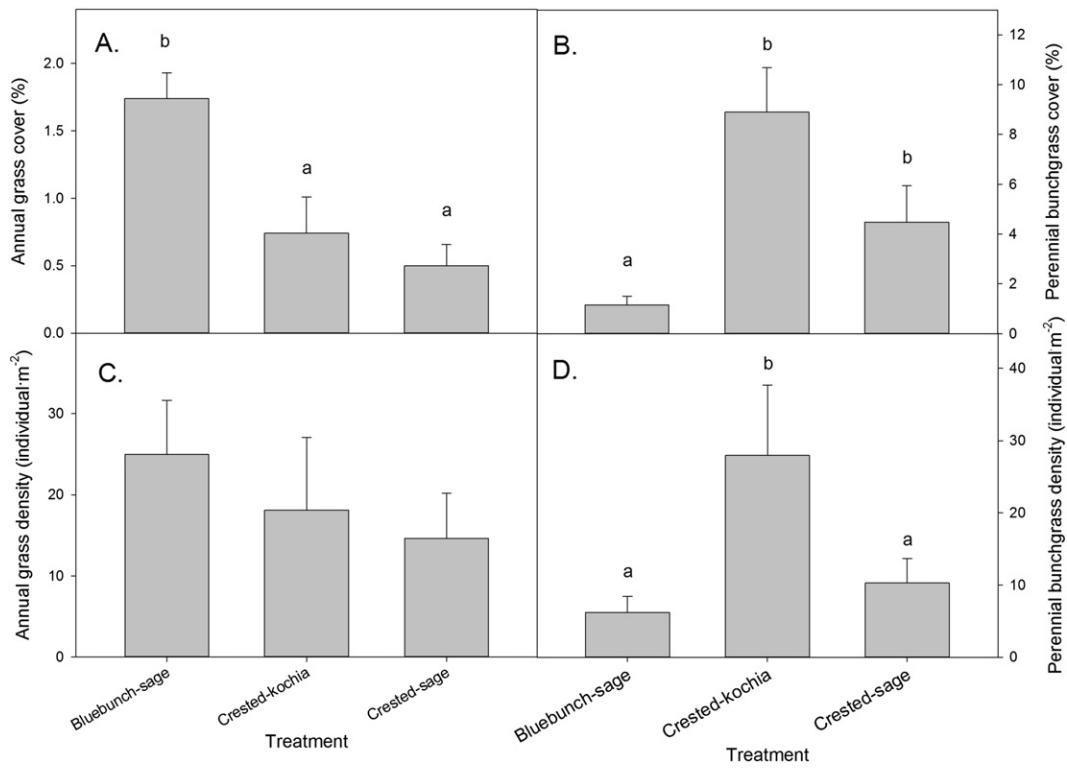 A.
b
a
a
2.0
1.5
1.0
0.5
0.0
Annual grass cover (%)
B.
a
b
b
12
10
8
6
4
2
0
Perennial bunchgrass cover (%)
C.
30
20
10
0
Annual grass density (individual·m-2)
Bluebunch-sage
Crested-kochia
Crested-sage
Treatment
D.
a
b
a
40
30
20
10
0
Perennial bunchgrass density (individual·m-2)
Bluebunch-sage
Crested-kochia
Crested-sage
Treatment